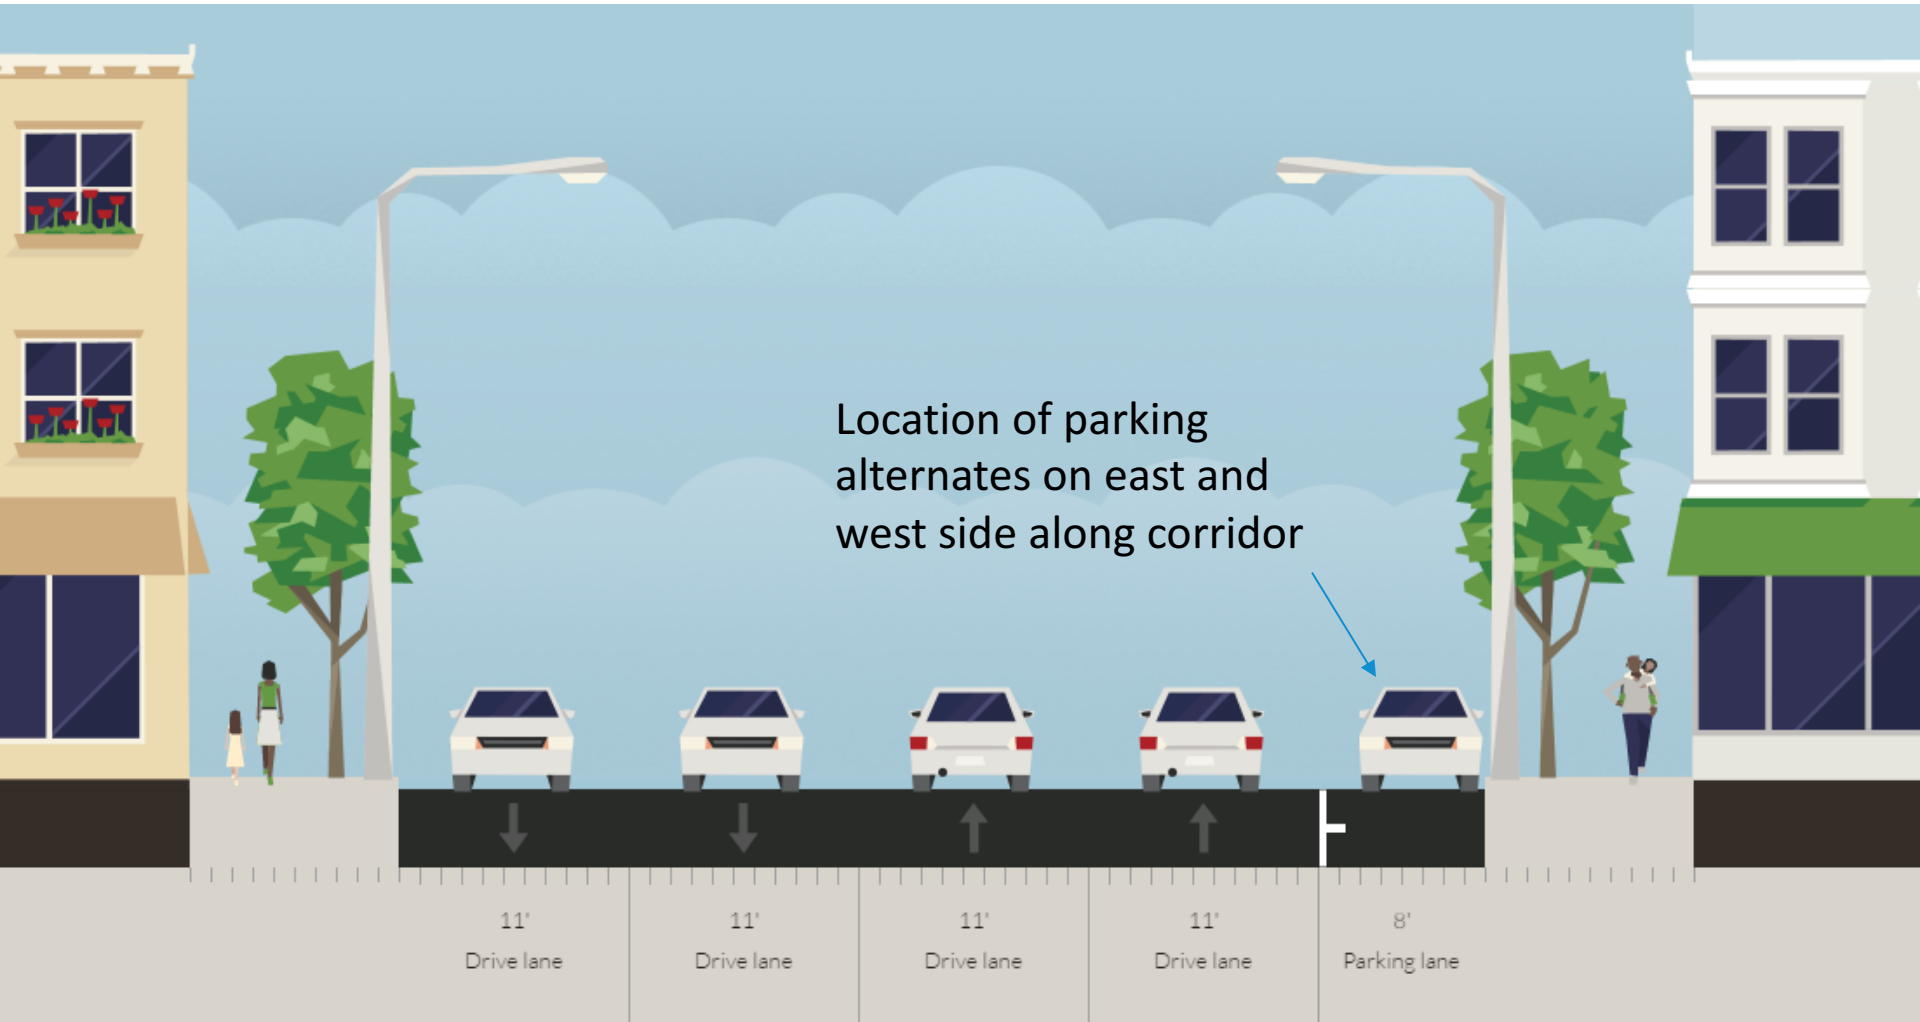 Location of parking
alternates on east and
west side along corridor
11'
Drive lane
11'
Drive lane
11'
Drive lane
11'
Drive lane
8'
Parking lane